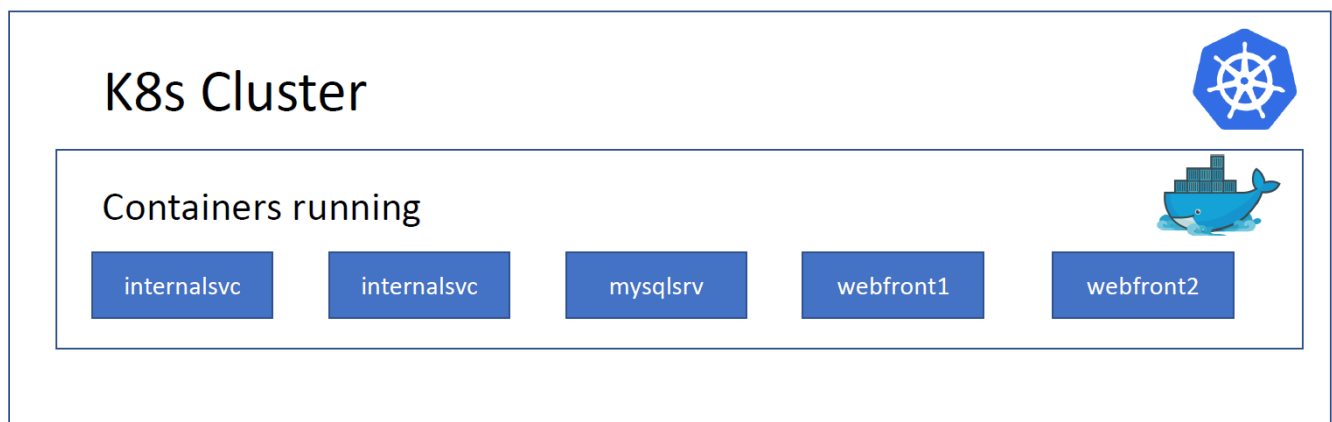 K8s Cluster
Containers running
internalsvc
internalsvc
mysqlsrv
webfront1
webfront2